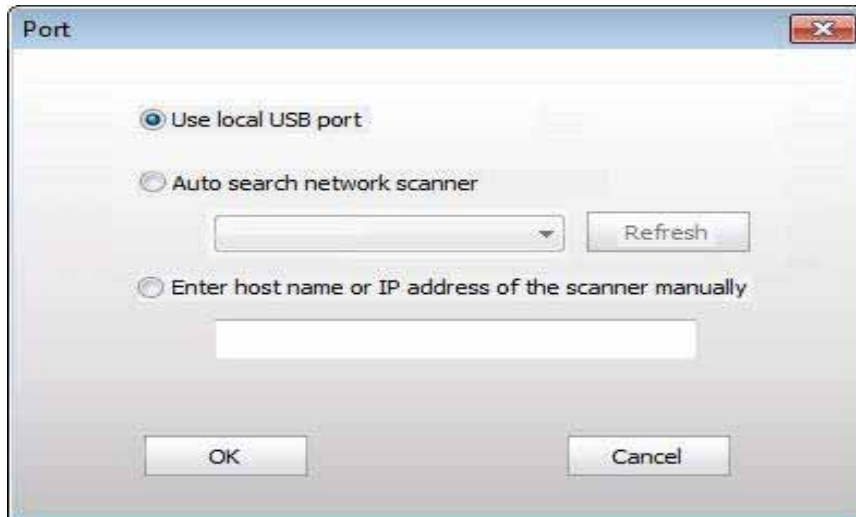 Port
Use local USB port
Auto search network scanner
Refresh
Enter host name or IP address of the scanner manually
OK
Cancel